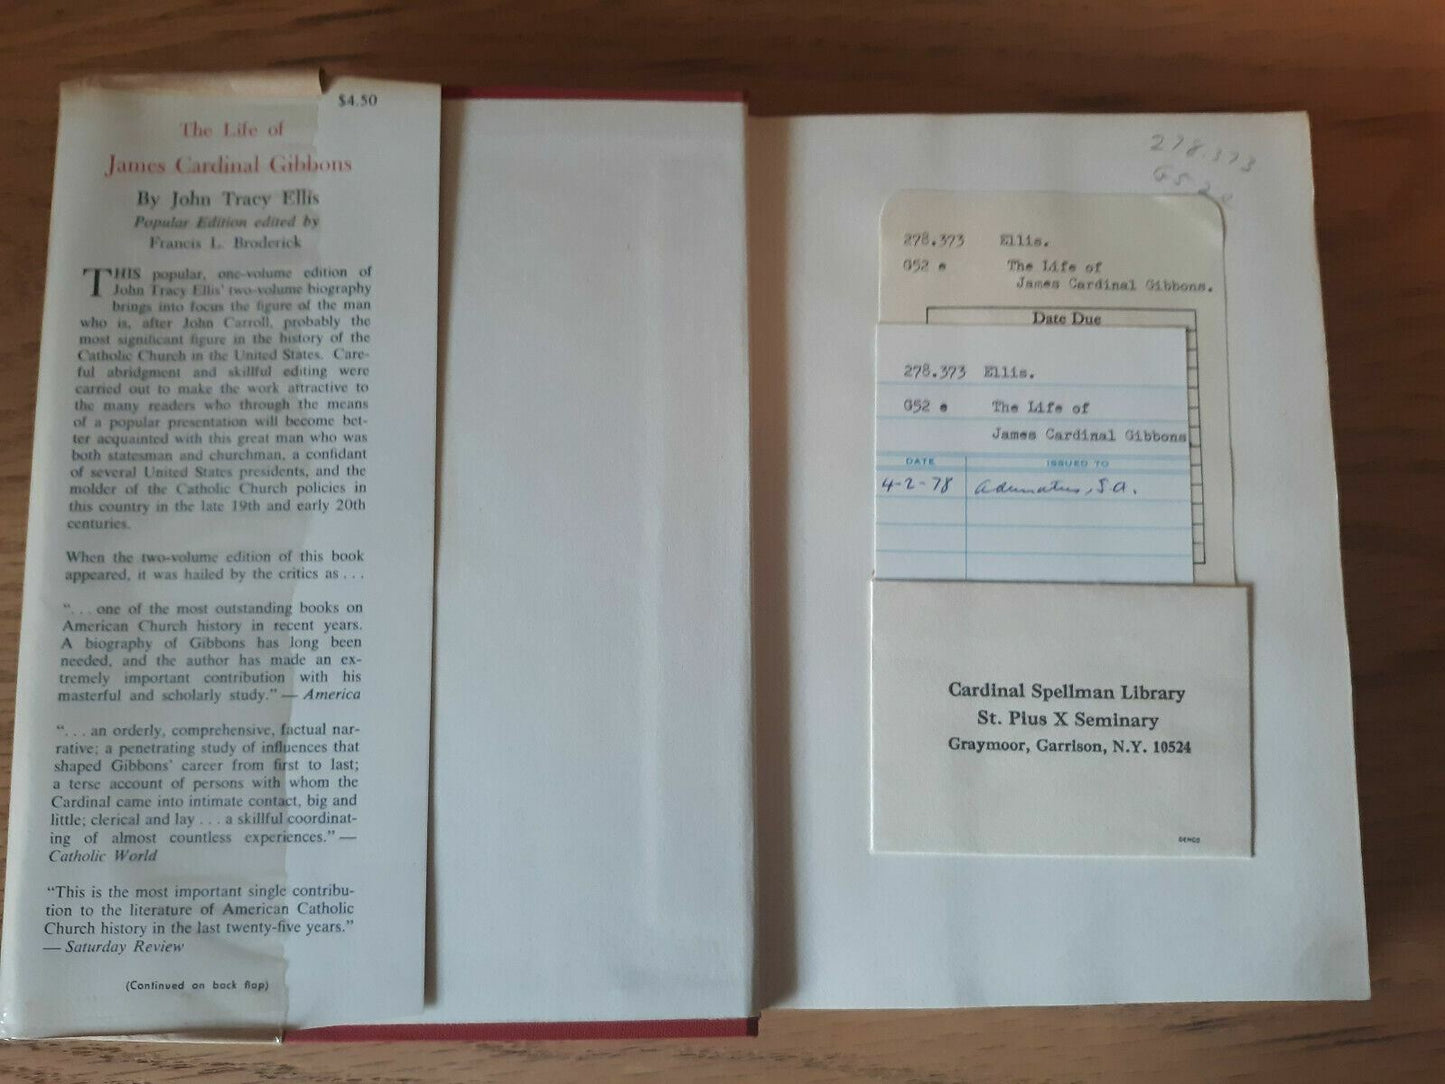 $4.50
The Life of
James Cardinal Gibbons
By John Tracy Ellis
Popular Edition edited by
Francis L. Broderick
THIS popular, one-volume edition of
John Tracy Ellis' two-volume biography
brings into focus the figure of the man
who is, after John Carroll, probably the
most significant figure in the history of the
Catholic Church in the United States. Care-
ful abridgment and skillful editing were
carried out to make the work attractive to
the many readers who through the means
of a popular presentation will become bet-
ter acquainted with this great man who was
both statesman and churchman, a confidant
of several United States presidents, and the
molder of the Catholic Church policies in
this country in the late 19th and early 20th
centuries.
When the two-volume edition of this book
appeared, it was hailed by the critics as . . .
". . . one of the most outstanding books on
American Church history in recent years.
A biography of Gibbons has long been
needed, and the author has made an ex-
tremely important contribution with his
masterful and scholarly study." — America
". . . an orderly, comprehensive, factual nar-
rative; a penetrating study of influences that
shaped Gibbons' career from first to last;
a terse account of persons with whom the
Cardinal came into intimate contact, big and
little; clerical and lay . . . a skillful coordinat-
ing of almost countless experiences." —
Catholic World
"This is the most important single contribu-
tion to the literature of American Catholic
Church history in the last twenty-five years."
— Saturday Review
(Continued on back flap)
278.373
278.373 Ellis.
G52 e The Life of
James Cardinal Gibbons.
Date Due
278.373 Ellis.
G52 e The Life of
James Cardinal Gibbons
DATE ISSUED TO
4-2-78 S.A.
Cardinal Spellman Library
St. Pius X Seminary
Graymoor, Garrison, N.Y. 10524
DEMCO